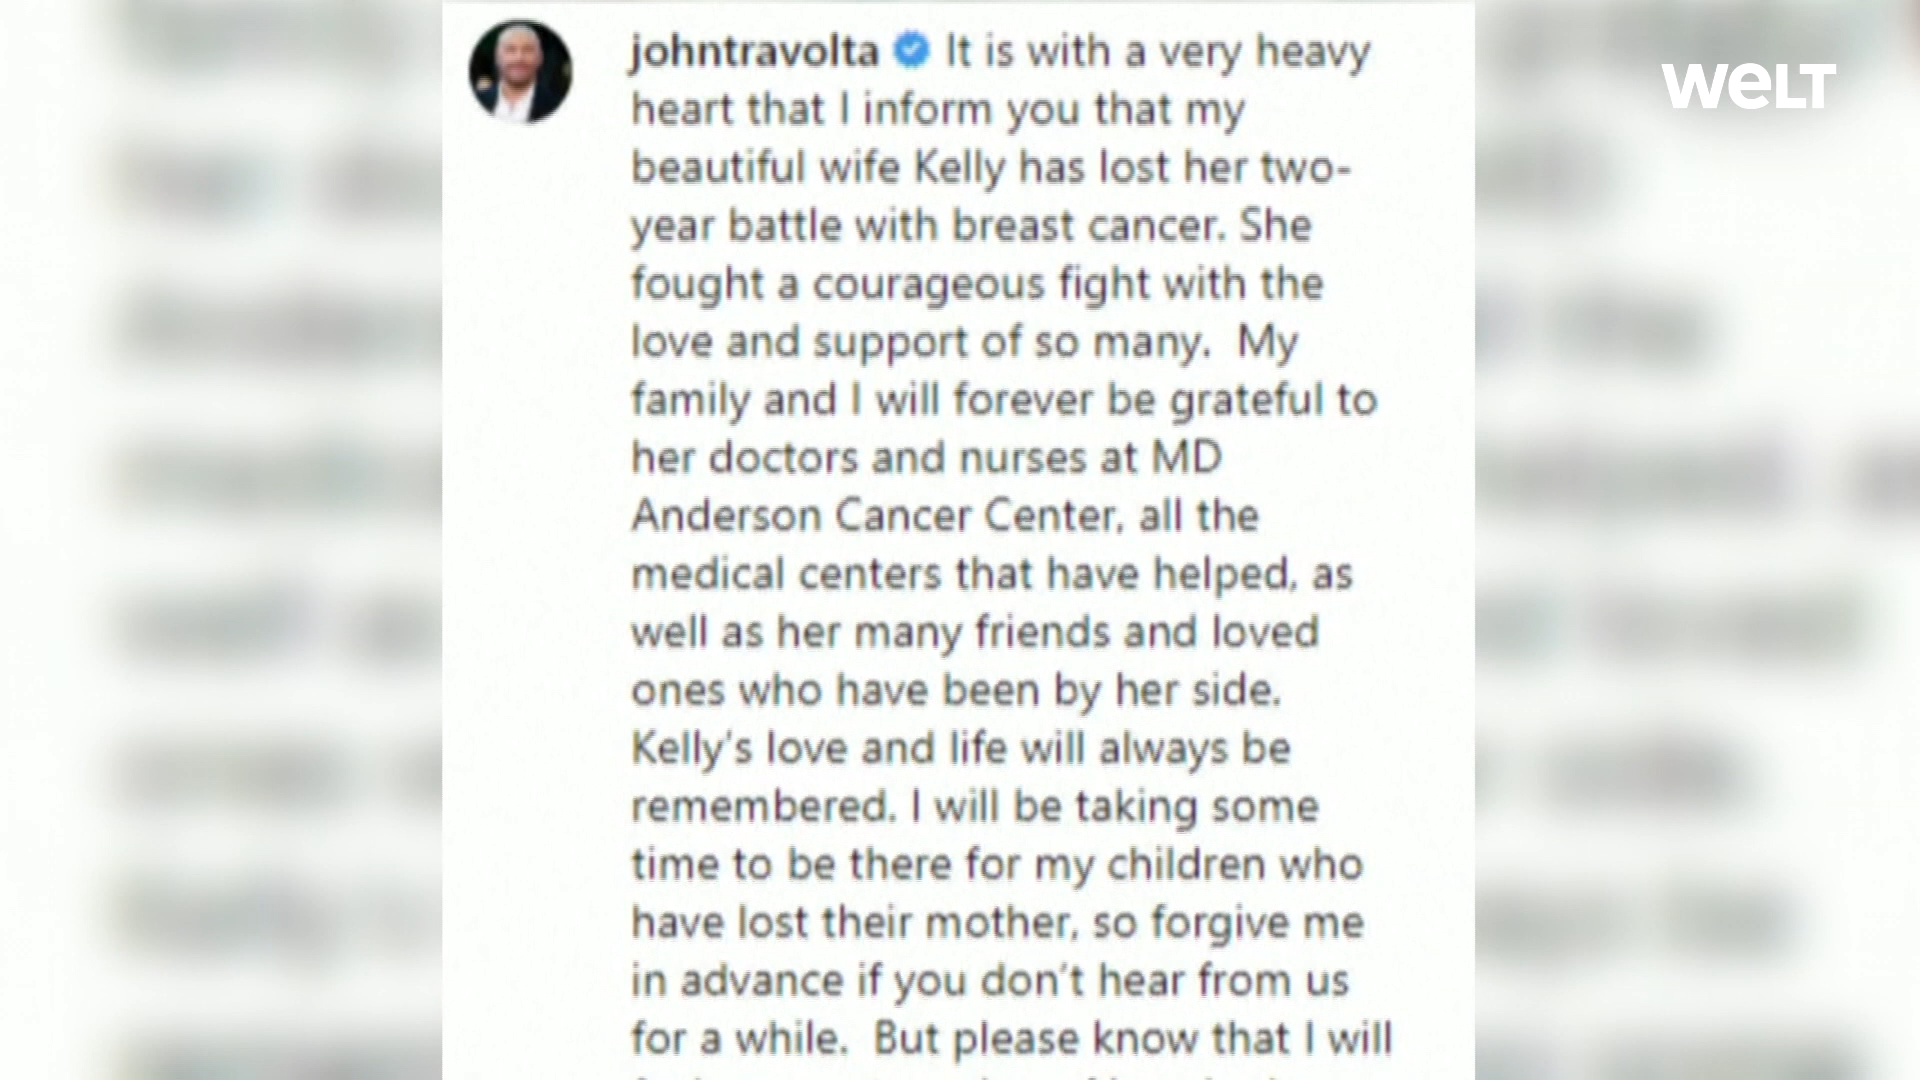 johntravolta It is with a very heavy
heart that I inform you that my
beautiful wife Kelly has lost her two-
year battle with breast cancer. She
fought a courageous fight with the
love and support of so many.  My
family and I will forever be grateful to
her doctors and nurses at MD
Anderson Cancer Center, all the
medical centers that have helped, as
well as her many friends and loved
ones who have been by her side.
Kelly's love and life will always be
remembered. I will be taking some
time to be there for my children who
have lost their mother, so forgive me
in advance if you don't hear from us
for a while.  But please know that I will
WELT